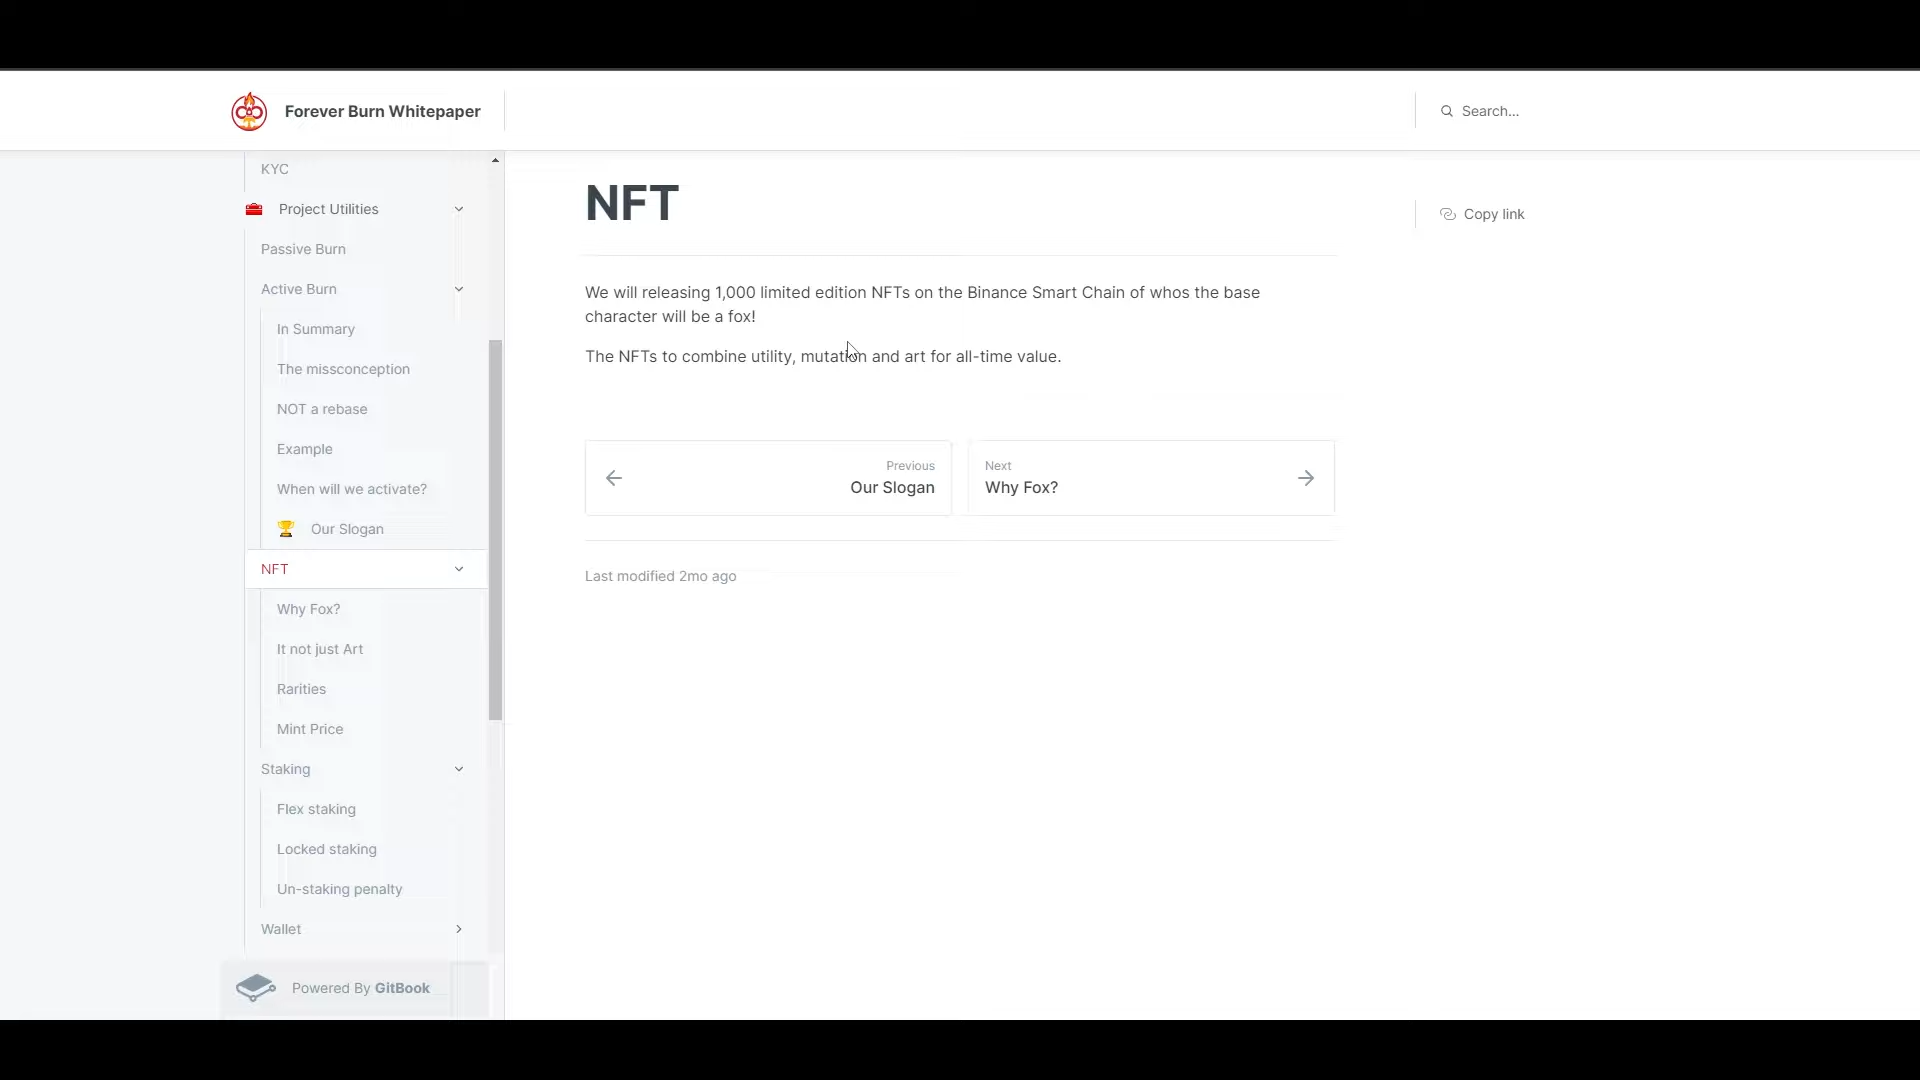 Forever Burn Whitepaper
Search...
KYC
Project Utilities
Passive Burn
Active Burn
In Summary
The missconception
NOT a rebase
Example
When will we activate?
Our Slogan
NFT
Why Fox?
It not just Art
Rarities
Mint Price
Staking
Flex staking
Locked staking
Un-staking penalty
Wallet
Powered By GitBook
NFT
Copy link
We will releasing 1,000 limited edition NFTs on the Binance Smart Chain of whos the base
character will be a fox!
The NFTs to combine utility, mutation and art for all-time value.
Previous
Our Slogan
Next
Why Fox?
Last modified 2mo ago